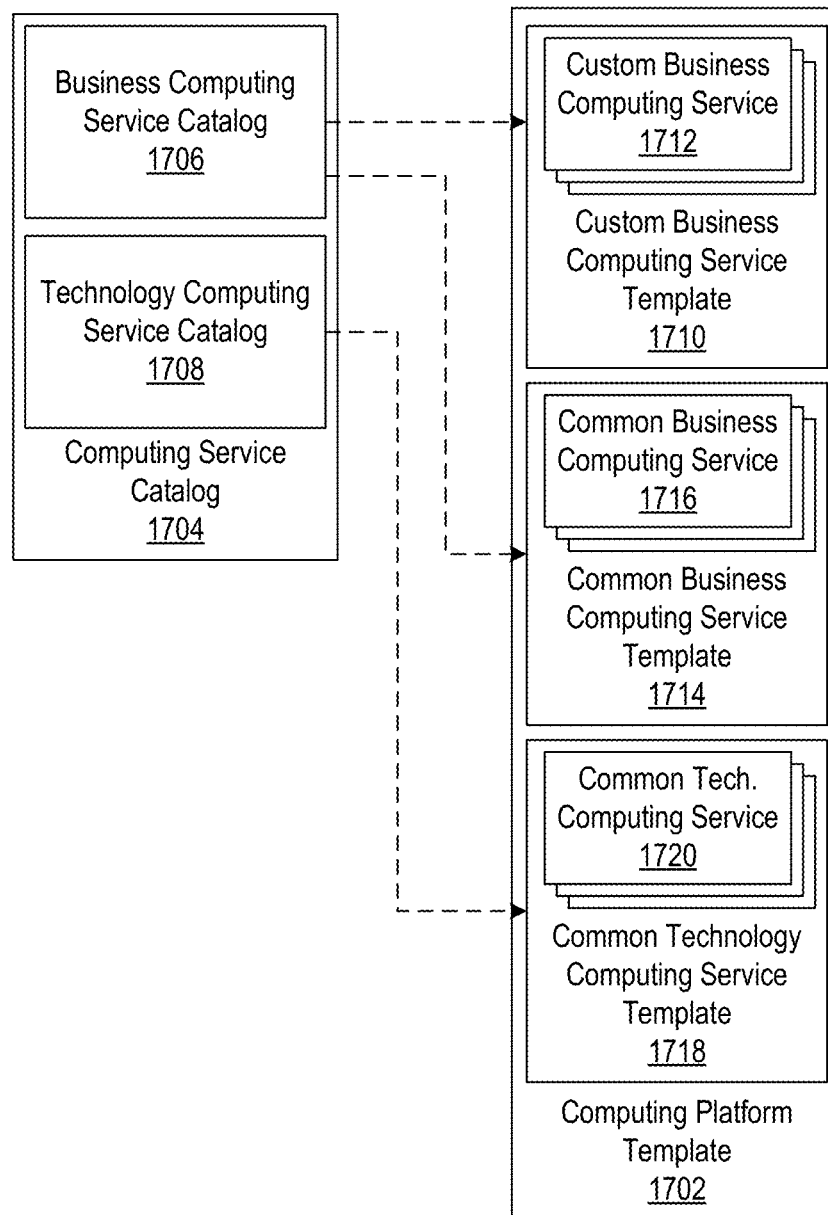 Business Computing
Service Catalog
1706
Technology Computing
Service Catalog
1708
Computing Service
Catalog
1704
Custom Business
Computing Service
1712
Custom Business
Computing Service
Template
1710
Common Business
Computing Service
1716
Common Business
Computing Service
Template
1714
Common Tech.
Computing Service
1720
Common Technology
Computing Service
Template
1718
Computing Platform
Template
1702